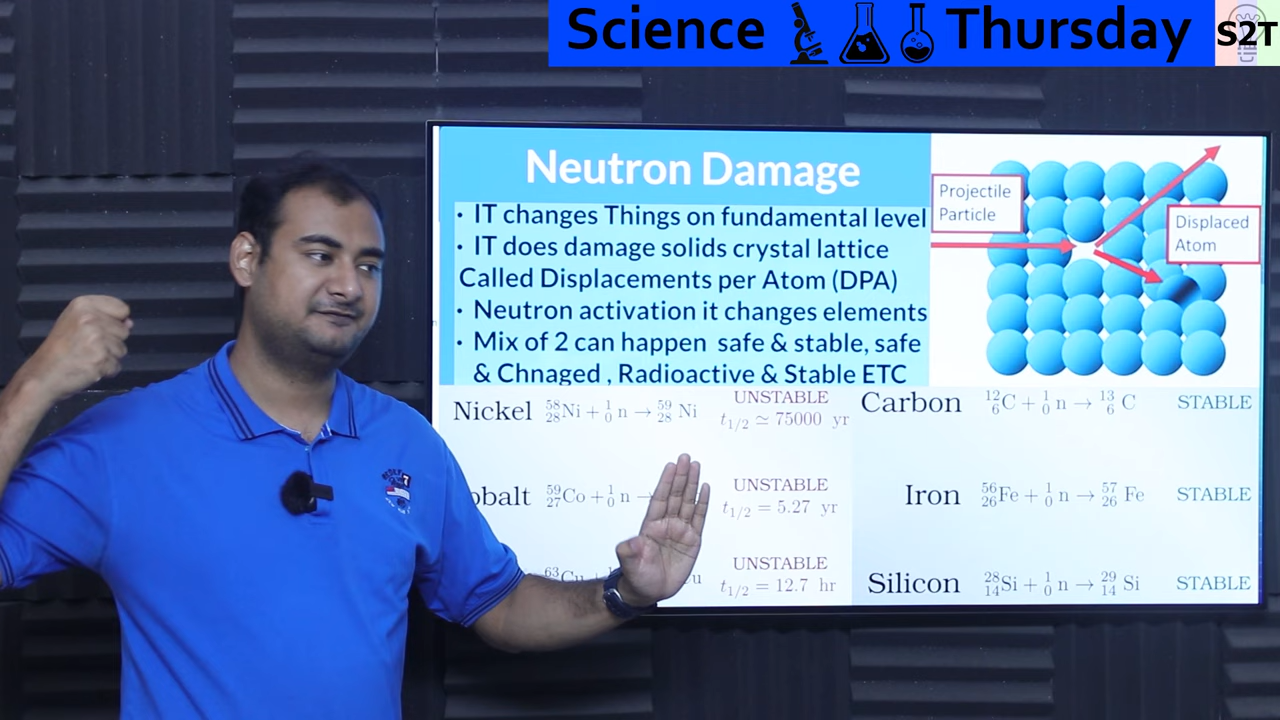 Science Thursday
S2T
Neutron Damage
· IT changes Things on fundamental level
· IT does damage solids crystal lattice
Called Displacements per Atom (DPA)
· Neutron activation it changes elements
· Mix of 2 can happen safe & stable, safe
& Chnaged , Radioactive & Stable ETC
Projectile
Particle
Displaced
Atom
Nickel ⁵⁸₂₈Ni + ¹₀n → ⁵⁹₂₈Ni UNSTABLE
t₁/₂ ≃ 75000 yr
obalt ⁵⁹₂₇Co + ¹₀n → UNSTABLE
t₁/₂ = 5.27 yr
⁶³Cu u UNSTABLE
t₁/₂ = 12.7 hr
Carbon ¹²₆C + ¹₀n → ¹³₆C STABLE
Iron ⁵⁶₂₆Fe + ¹₀n → ⁵⁷₂₆Fe STABLE
Silicon ²⁸₁₄Si + ¹₀n → ²⁹₁₄Si STABLE